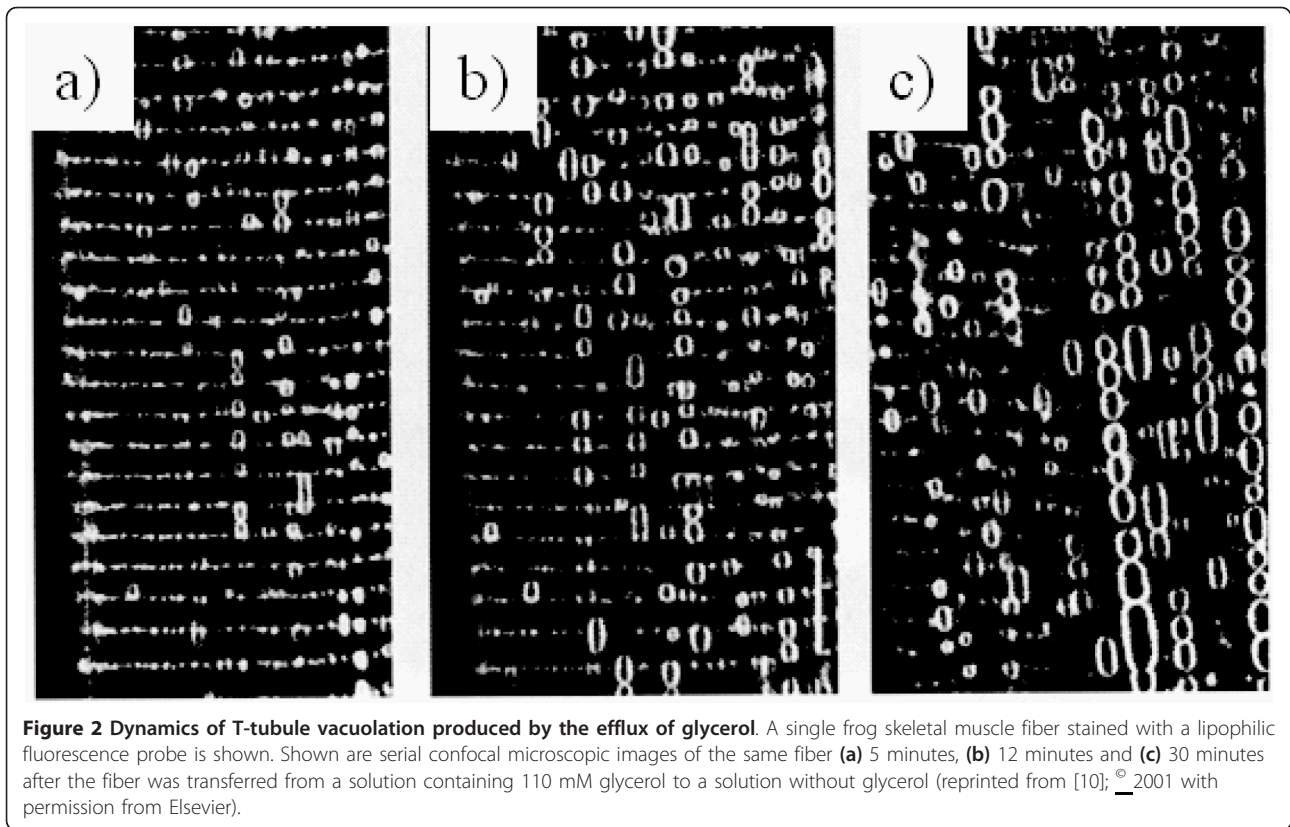 a)
b)
c)
Figure 2 Dynamics of T-tubule vacuolation produced by the efflux of glycerol. A single frog skeletal muscle fiber stained with a lipophilic
fluorescence probe is shown. Shown are serial confocal microscopic images of the same fiber (a) 5 minutes, (b) 12 minutes and (c) 30 minutes
after the fiber was transferred from a solution containing 110 mM glycerol to a solution without glycerol (reprinted from [10]; © 2001 with
permission from Elsevier).